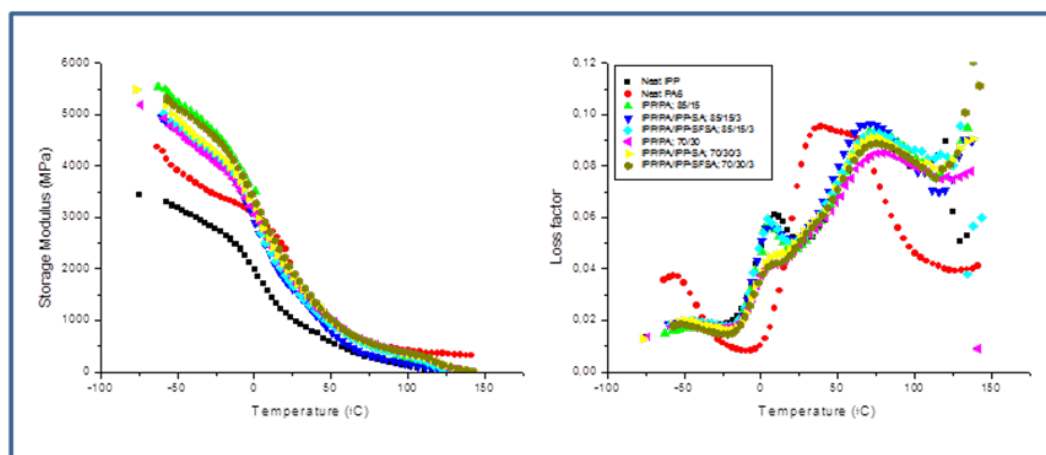 Storage Modulus (MPa)
6000
5000
4000
3000
2000
1000
0
-100 -50 0 50 100 150
Temperature (ºC)
Loss factor
0.12
0.10
0.08
0.06
0.04
0.02
0.00
-100 -50 0 50 100 150
Temperature (ºC)
Neat IPP
Neat PA6
IPP/PA; 85/15
IPP/PA/IPP-SA; 85/15/3
IPP/PA/IPP-SFSA; 85/15/3
IPP/PA; 70/30
IPP/PA/IPP-SA; 70/30/3
IPP/PA/IPP-SFSA; 70/30/3